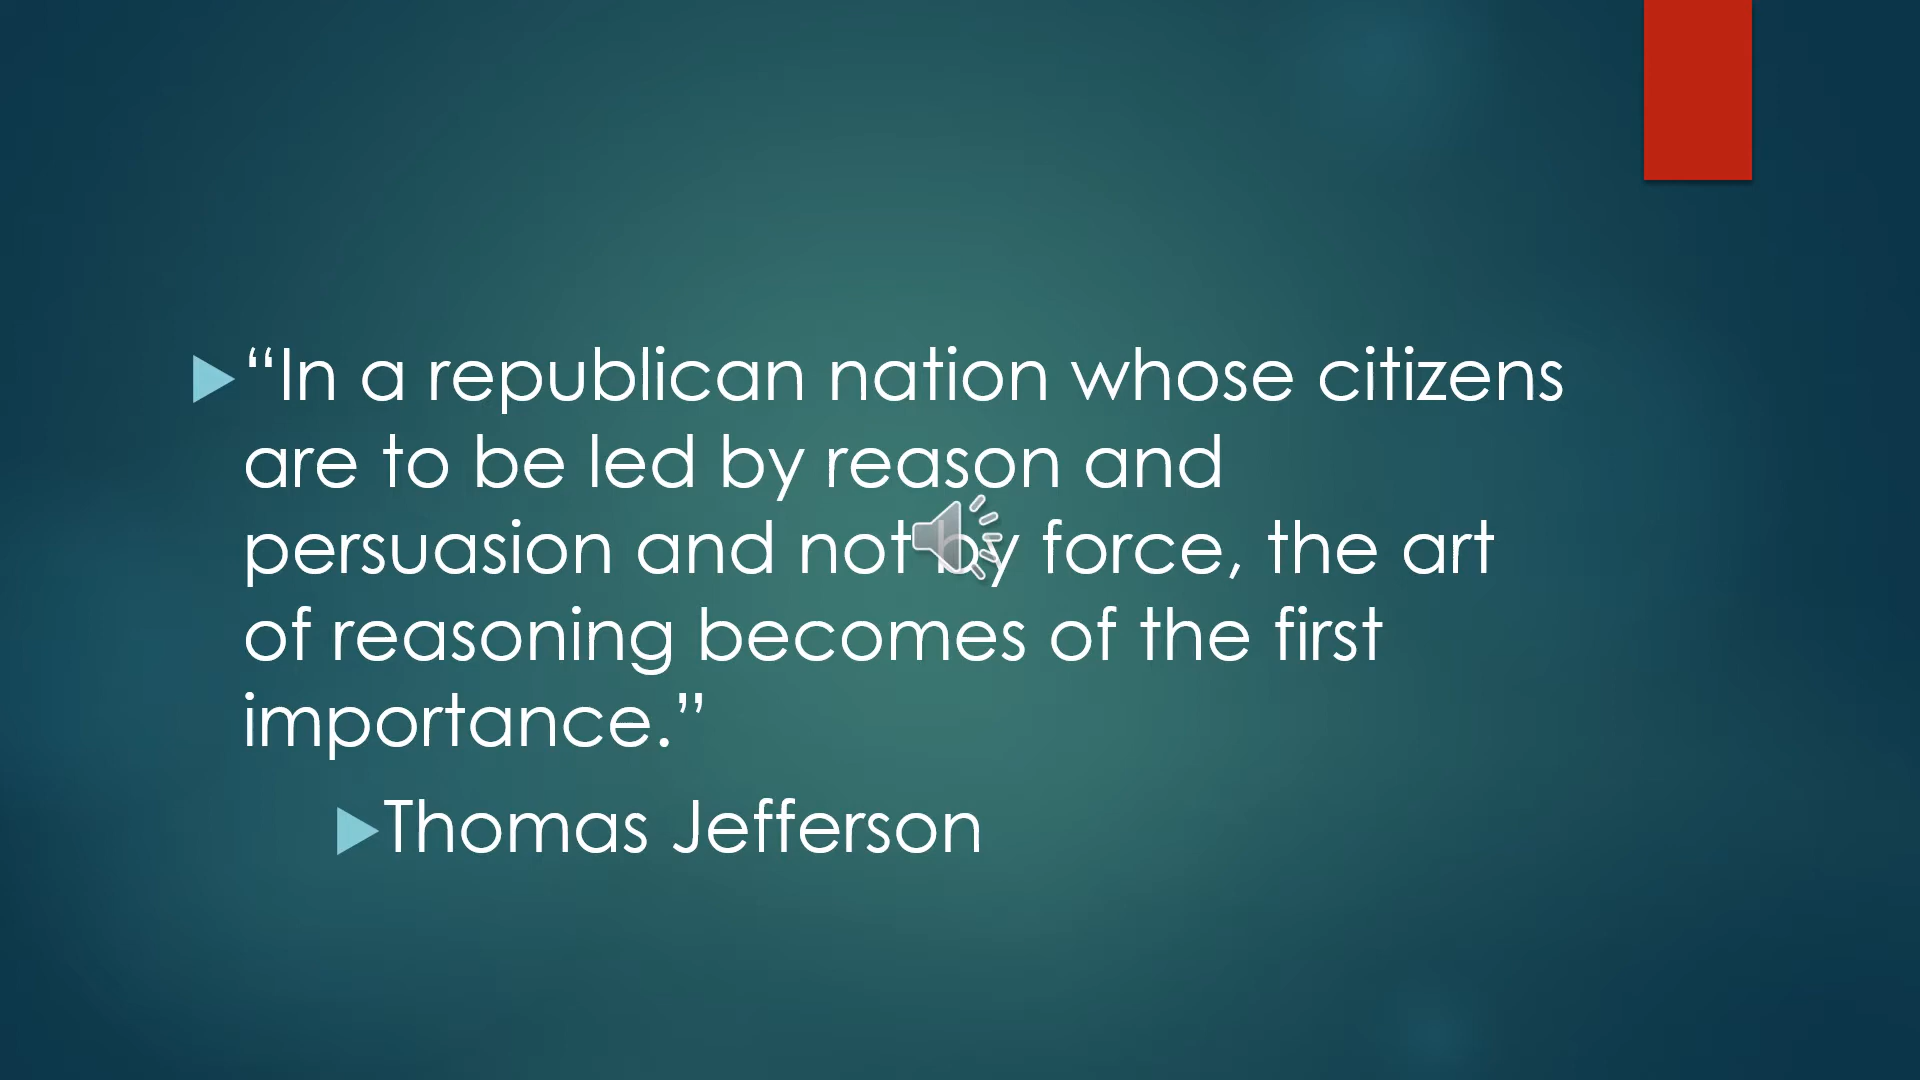 “In a republican nation whose citizens
are to be led by reason and
persuasion and not by force, the art
of reasoning becomes of the first
importance.”
Thomas Jefferson